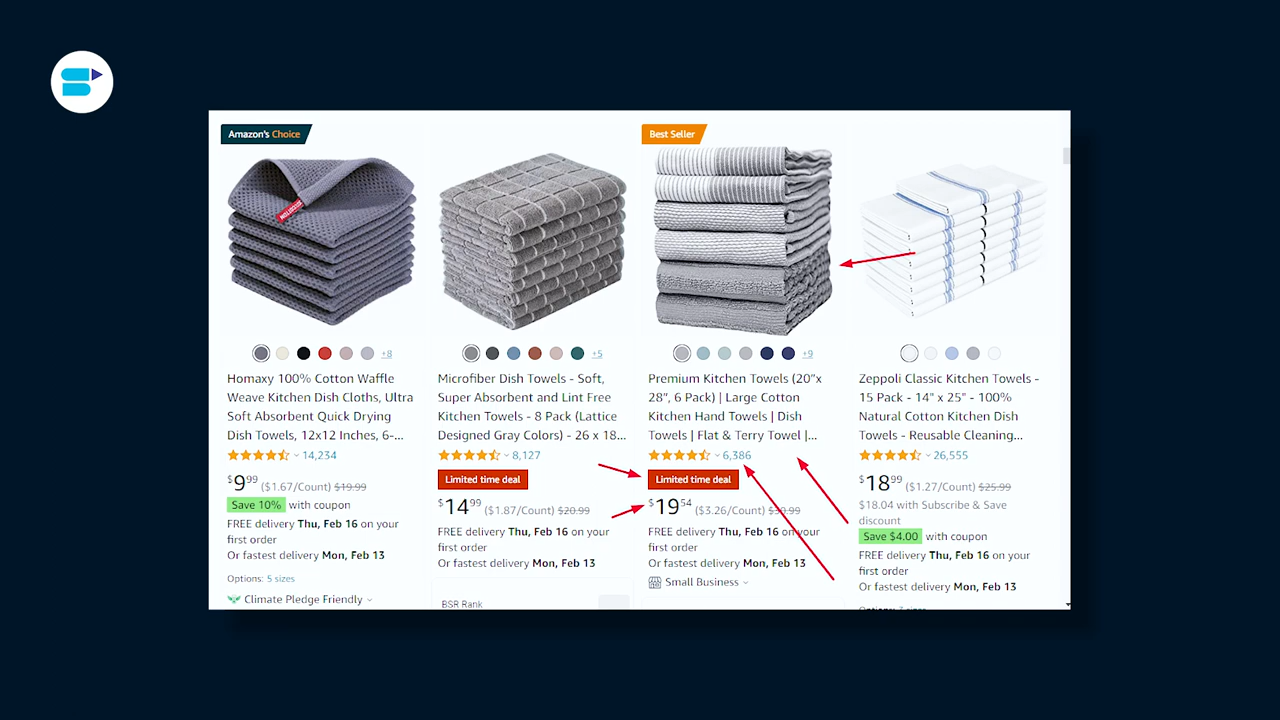 Amazon's Choice
Homaxy 100% Cotton Waffle
Weave Kitchen Dish Cloths, Ultra
Soft Absorbent Quick Drying
Dish Towels, 12x12 Inches, 6-...
14,234
$9.99 ($1.67/Count) $19.99
Save 10% with coupon
FREE delivery Thu, Feb 16 on your
first order
Or fastest delivery Mon, Feb 13
Options: 5 sizes
Climate Pledge Friendly
+8
+5
Microfiber Dish Towels - Soft,
Super Absorbent and Lint Free
Kitchen Towels - 8 Pack (Lattice
Designed Gray Colors) - 26 x 18...
8,127
Limited time deal
$14.99 ($1.87/Count) $20.99
FREE delivery Thu, Feb 16 on your
first order
Or fastest delivery Mon, Feb 13
BSR Rank
Best Seller
+9
Premium Kitchen Towels (20”x
28”, 6 Pack) | Large Cotton
Kitchen Hand Towels | Dish
Towels | Flat & Terry Towel |...
6,386
Limited time deal
$19.54 ($3.26/Count) $30.99
FREE delivery Thu, Feb 16 on your
first order
Or fastest delivery Mon, Feb 13
Small Business
Zeppoli Classic Kitchen Towels -
15 Pack - 14" x 25" - 100%
Natural Cotton Kitchen Dish
Towels - Reusable Cleaning...
26,555
$18.99 ($1.27/Count) $25.99
$18.04 with Subscribe & Save
discount
Save $4.00 with coupon
FREE delivery Thu, Feb 16 on your
first order
Or fastest delivery Mon, Feb 13